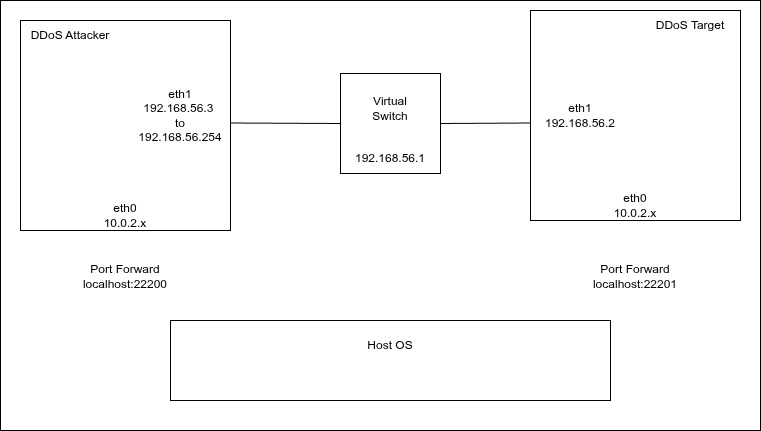 DDoS Attacker
eth1
192.168.56.3
to
192.168.56.254
eth0
10.0.2.x
Virtual
Switch
192.168.56.1
DDoS Target
eth1
192.168.56.2
eth0
10.0.2.x
Port Forward
localhost:22200
Port Forward
localhost:22201
Host OS